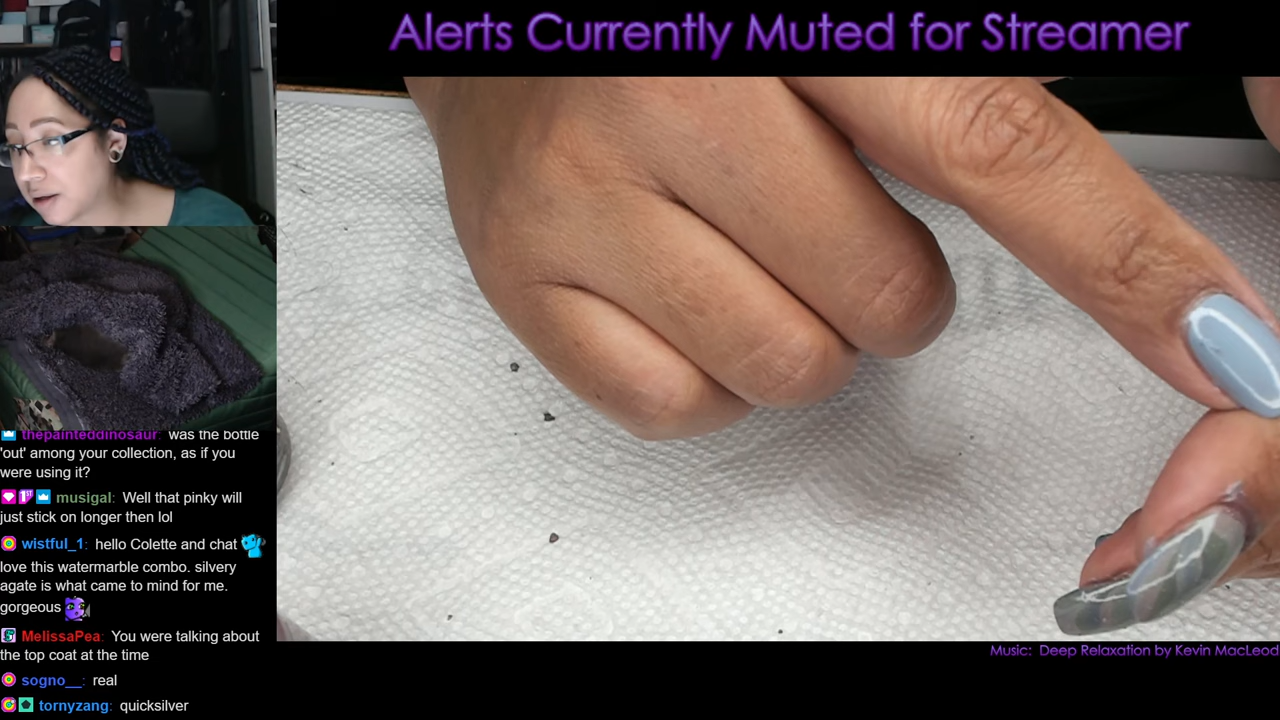 Alerts Currently Muted for Streamer
thepainteddinosaur: was the bottle
'out' among your collection, as if you
were using it?
musigal: Well that pinky will
just stick on longer then lol
wistful_1: hello Colette and chat
love this watermarble combo. silvery
agate is what came to mind for me.
gorgeous
MelissaPea: You were talking about
the top coat at the time
sogno__: real
tornyzang: quicksilver
Music: Deep Relaxation by Kevin MacLeod